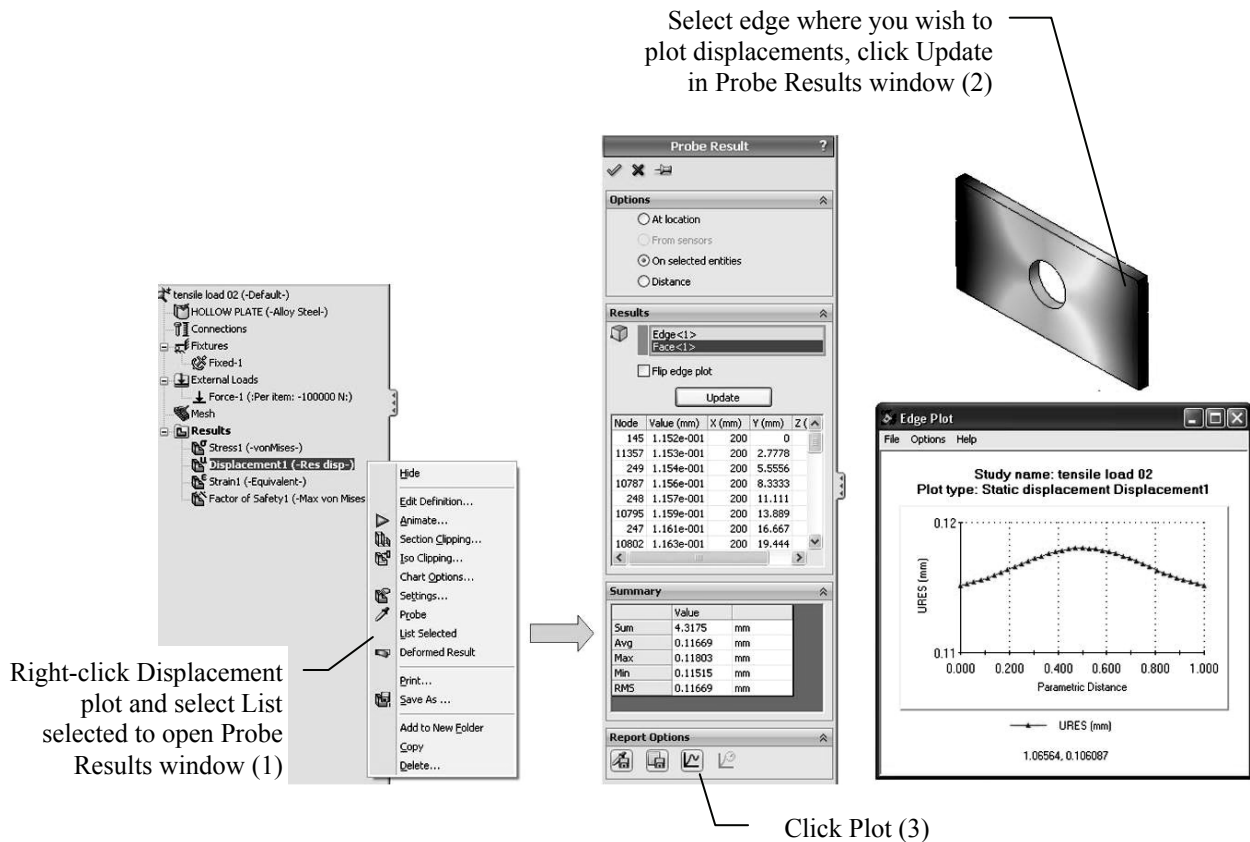 Select edge where you wish to
plot displacements, click Update
in Probe Results window (2)
tensile load 02 (-Default-)
HOLLOW PLATE (-Alloy Steel-)
Connections
Fixtures
Fixed-1
External Loads
Force-1 (:Per item: -100000 N:)
Mesh
Results
Stress1 (-vonMises-)
Displacement1 (-Res disp-)
Strain1 (-Equivalent-)
Factor of Safety1 (-Max von Mises
Hide
Edit Definition...
Animate...
Section Clipping...
Iso Clipping...
Chart Options...
Settings...
Probe
List Selected
Deformed Result
Print...
Save As ...
Add to New Folder
Copy
Delete...
Right-click Displacement
plot and select List
selected to open Probe
Results window (1)
Probe Result ?
Options
At location
From sensors
On selected entities
Distance
Results
Edge<1>
Face<1>
Flip edge plot
Update
Node Value (mm) X (mm) Y (mm) Z (
145 1.152e-001 200 0
11357 1.153e-001 200 2.7778
249 1.154e-001 200 5.5556
10787 1.156e-001 200 8.3333
248 1.157e-001 200 11.111
10795 1.159e-001 200 13.889
247 1.161e-001 200 16.667
10802 1.163e-001 200 19.444
Summary
Value
Sum 4.3175 mm
Avg 0.11669 mm
Max 0.11803 mm
Min 0.11515 mm
RMS 0.11669 mm
Report Options
Click Plot (3)
Edge Plot
File Options Help
Study name: tensile load 02
Plot type: Static displacement Displacement1
0.12
URES (mm)
0.11
0.000 0.200 0.400 0.600 0.800 1.000
Parametric Distance
URES (mm)
1.06564, 0.106087